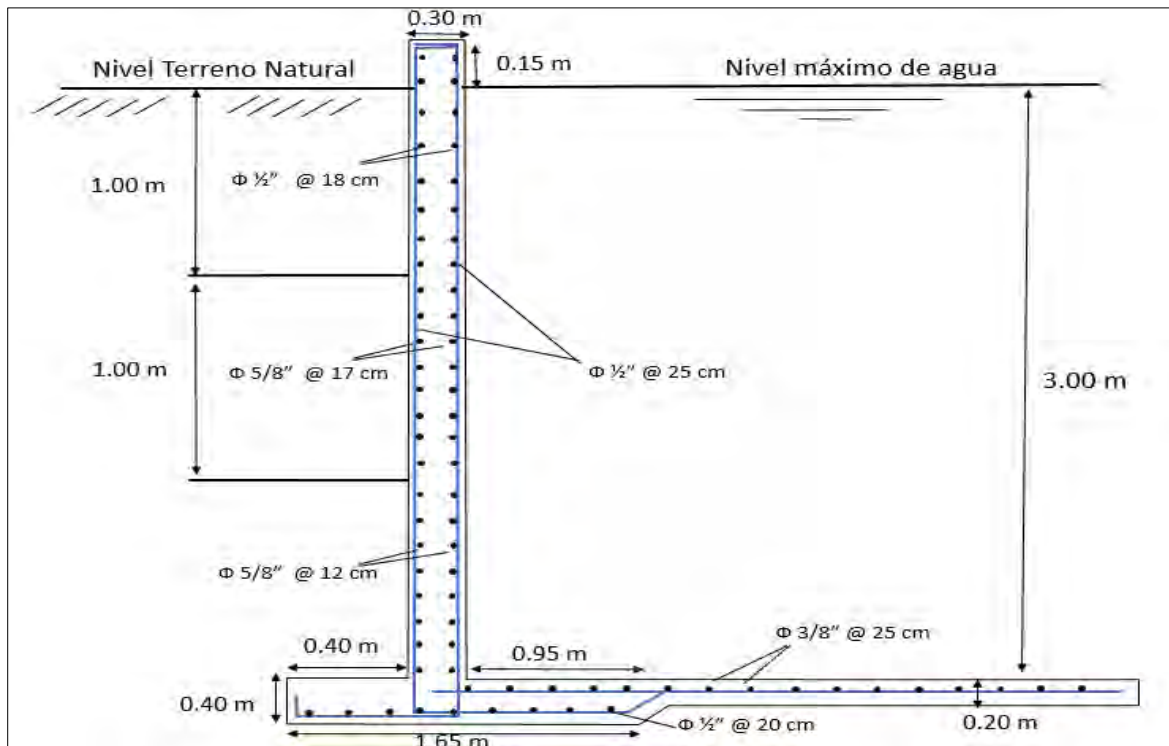 0.30 m
Nivel Terreno Natural
0.15 m
Nivel máximo de agua
1.00 m
Φ ½” @ 18 cm
1.00 m
Φ 5/8” @ 17 cm
Φ ½” @ 25 cm
3.00 m
Φ 5/8” @ 12 cm
0.40 m
0.95 m
Φ 3/8” @ 25 cm
0.40 m
Φ ½” @ 20 cm
0.20 m
1.65 m